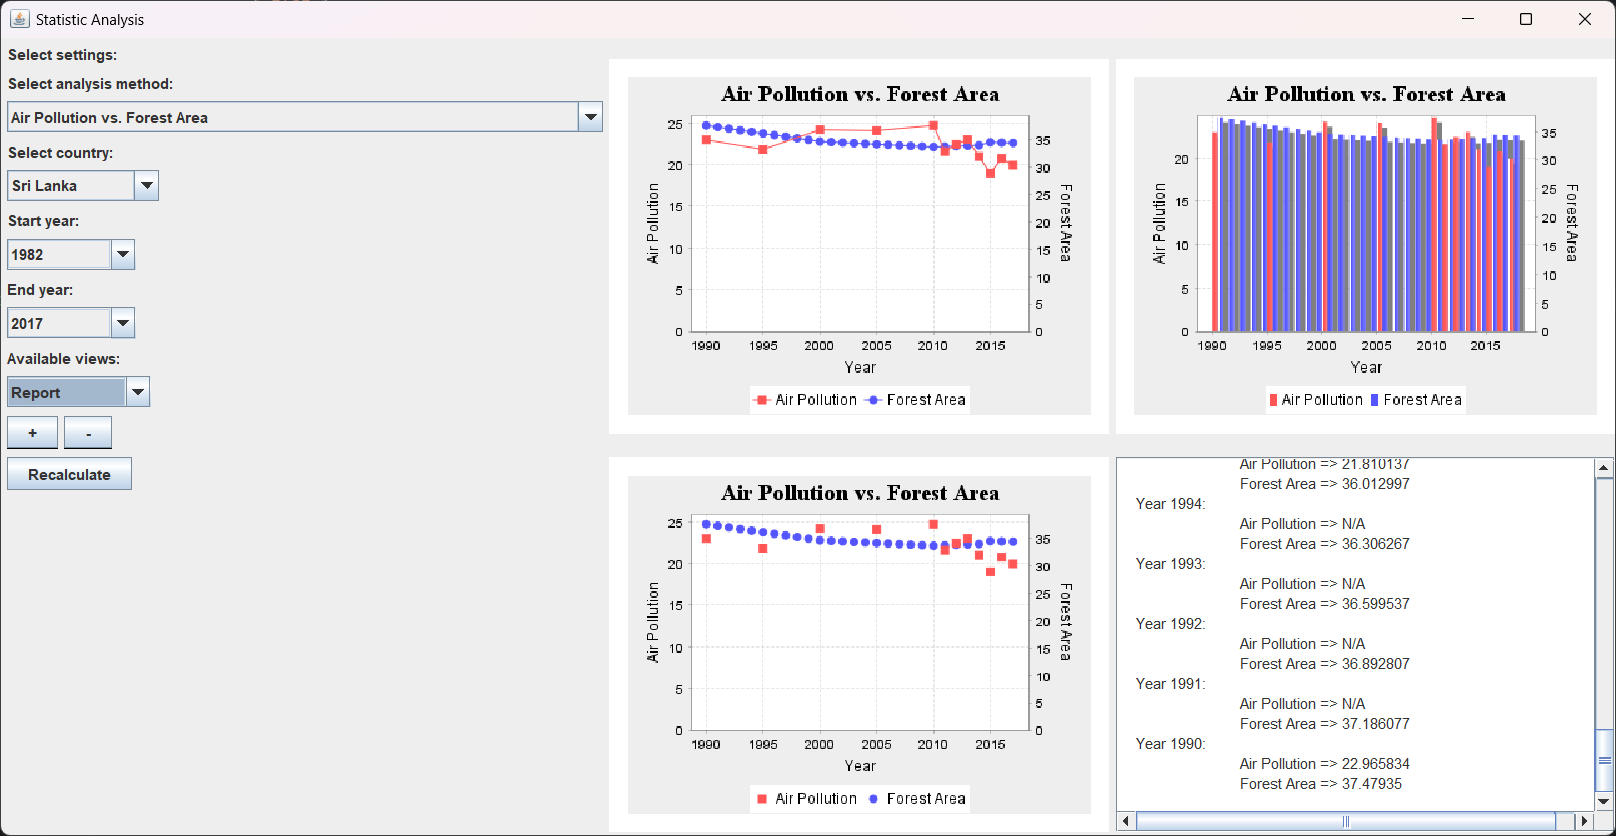 Statistic Analysis
Select settings:
Select analysis method:
Air Pollution vs. Forest Area
Select country:
Sri Lanka
Start year:
1982
End year:
2017
Available views:
Report
+ -
Recalculate
Air Pollution vs. Forest Area
25
20
15
10
5
0
Air Pollution
35
30
25
20
15
10
5
0
Forest Area
1990 1995 2000 2005 2010 2015
Year
Air Pollution Forest Area
Air Pollution vs. Forest Area
20
15
10
5
0
Air Pollution
35
30
25
20
15
10
5
0
Forest Area
1990 1995 2000 2005 2010 2015
Year
Air Pollution Forest Area
Air Pollution vs. Forest Area
25
20
15
10
5
0
Air Pollution
35
30
25
20
15
10
5
0
Forest Area
1990 1995 2000 2005 2010 2015
Year
Air Pollution Forest Area
Air Pollution => 21.810137
Forest Area => 36.012997
Year 1994:
Air Pollution => N/A
Forest Area => 36.306267
Year 1993:
Air Pollution => N/A
Forest Area => 36.599537
Year 1992:
Air Pollution => N/A
Forest Area => 36.892807
Year 1991:
Air Pollution => N/A
Forest Area => 37.186077
Year 1990:
Air Pollution => 22.965834
Forest Area => 37.47935